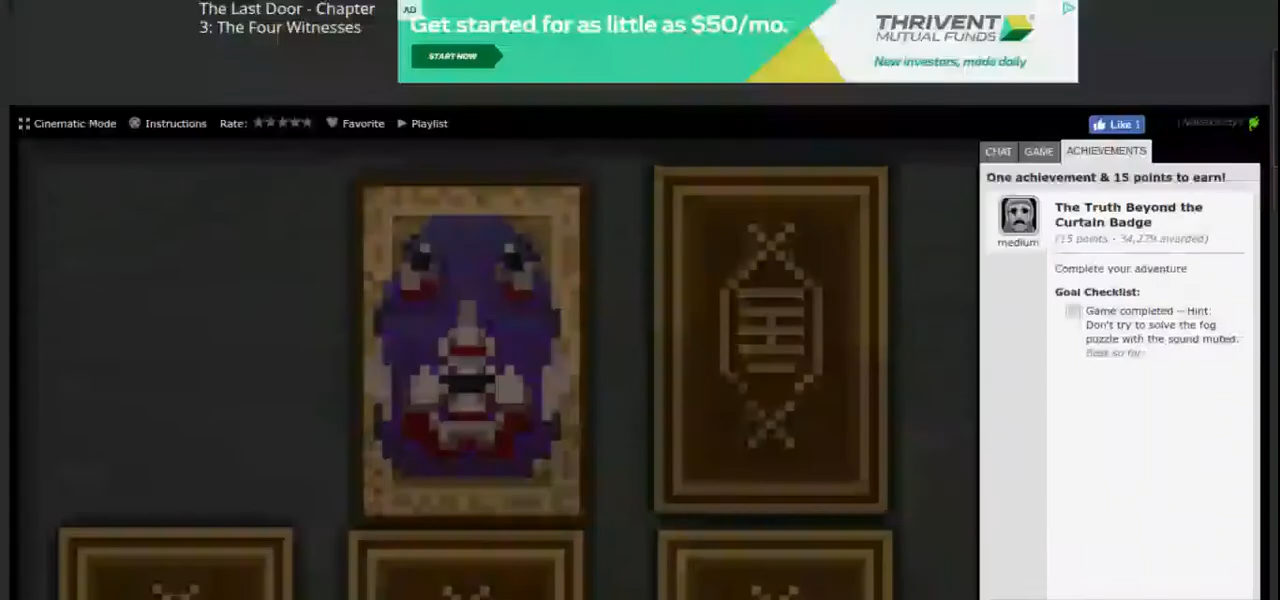 The Last Door - Chapter
3: The Four Witnesses
AD
Get started for as little as $50/mo.
START NOW
THRIVENT
MUTUAL FUNDS
New investors, made daily
Cinematic Mode Instructions Rate: Favorite Playlist
Like 1
CHAT GAME ACHIEVEMENTS
One achievement & 15 points to earn!
The Truth Beyond the
Curtain Badge
(15 points · 34,279 awarded)
medium
Complete your adventure
Goal Checklist:
Game completed — Hint:
Don't try to solve the fog
puzzle with the sound muted.
Best so far: